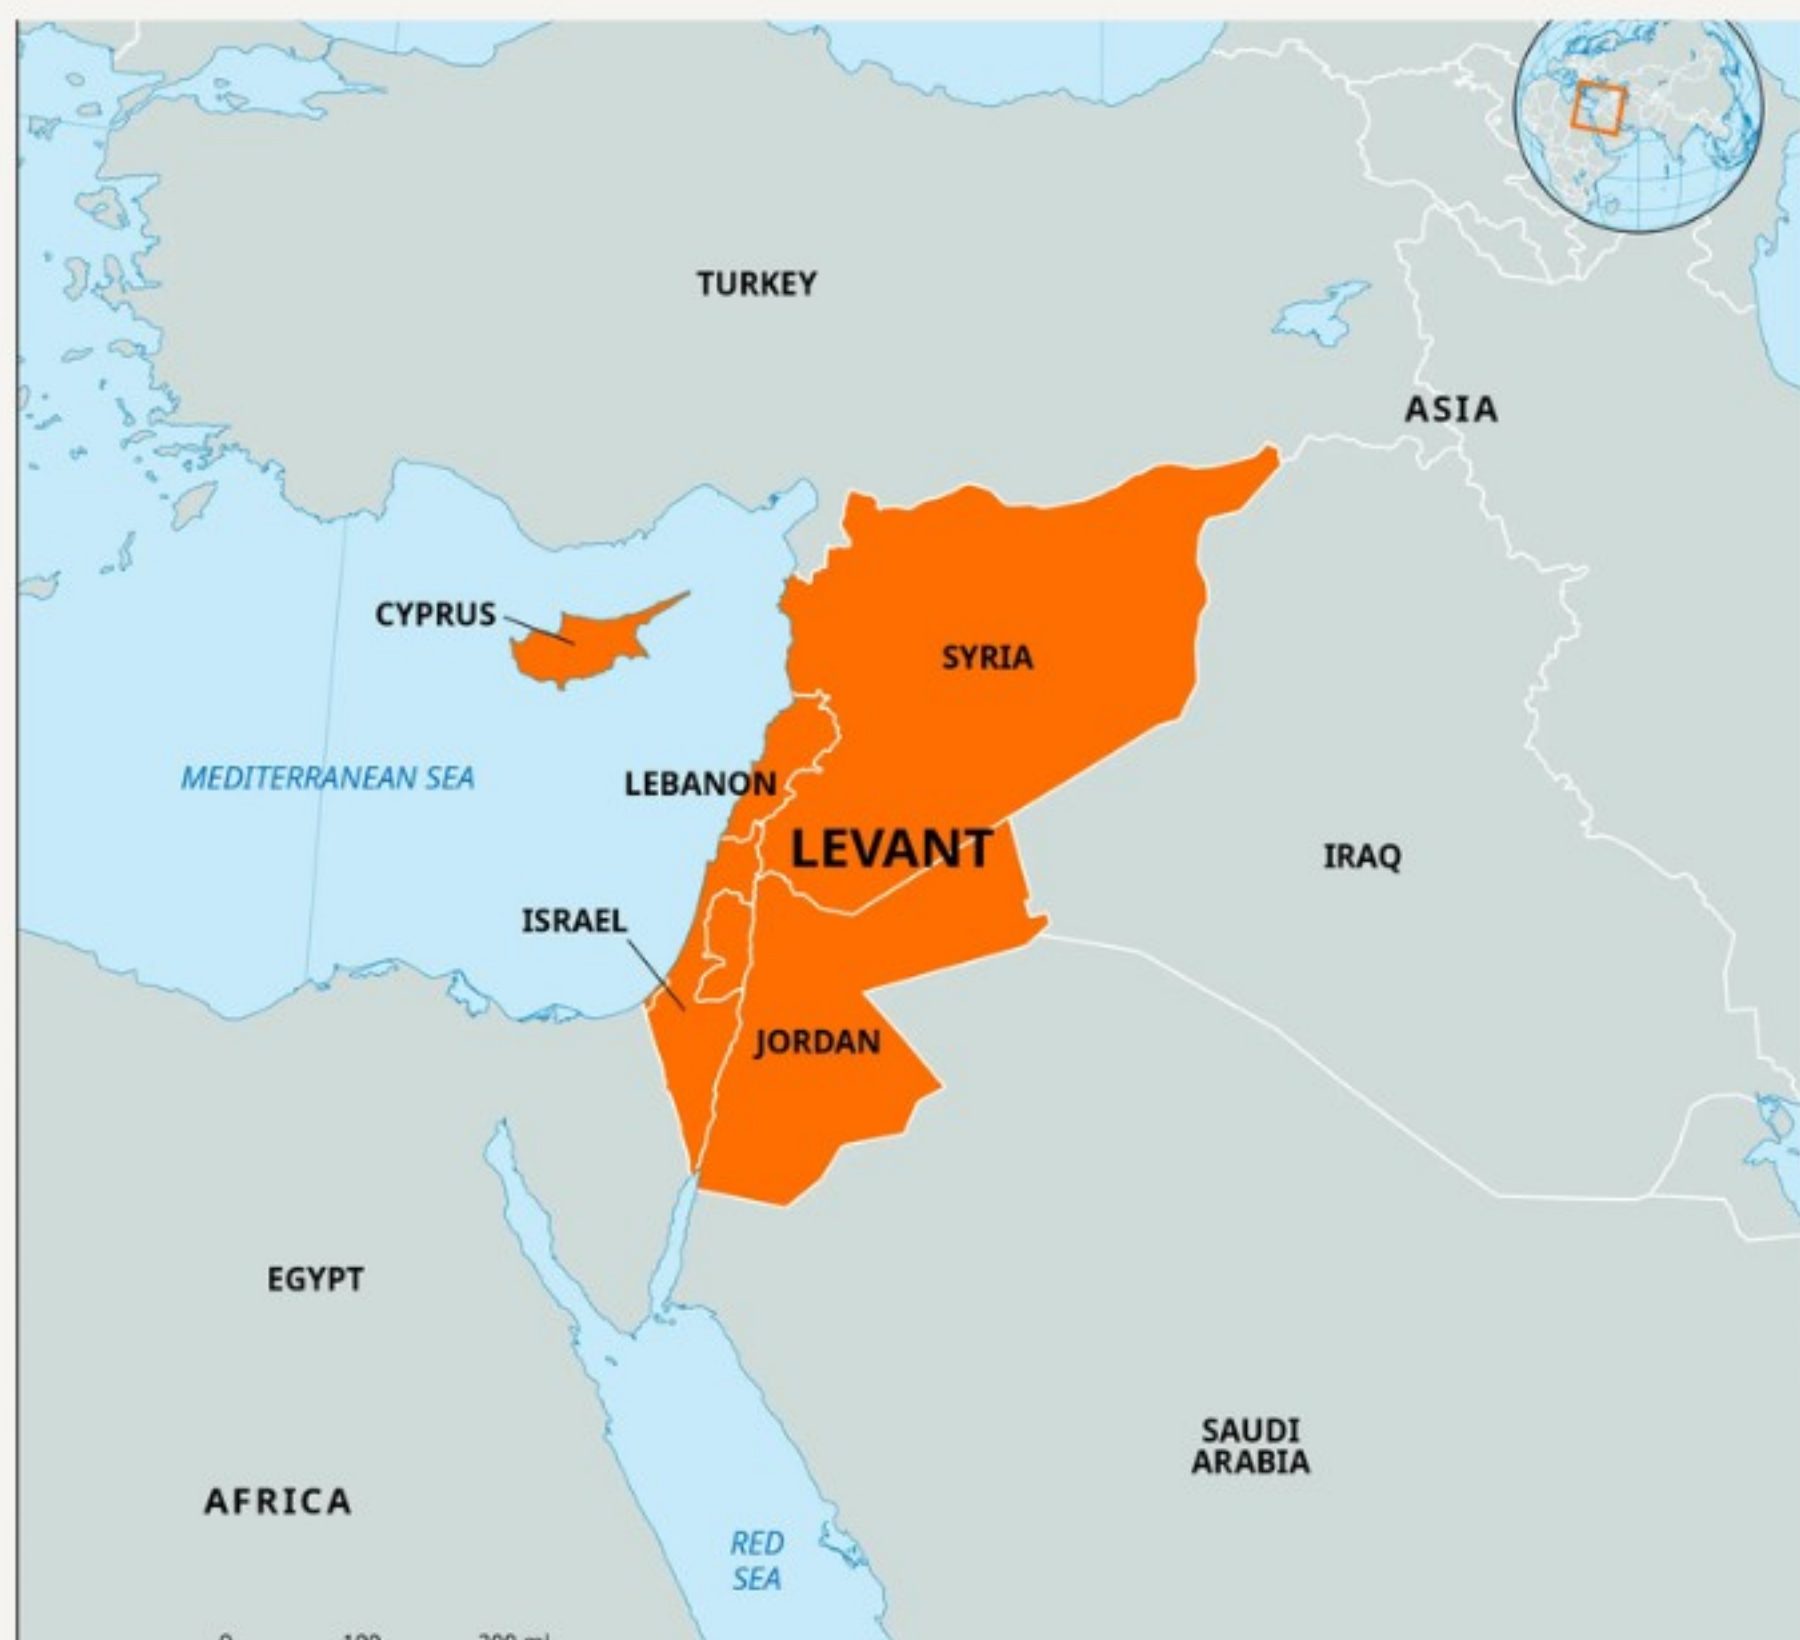 TURKEY
ASIA
CYPRUS
SYRIA
MEDITERRANEAN SEA
LEBANON
LEVANT
IRAQ
ISRAEL
JORDAN
EGYPT
SAUDI
ARABIA
AFRICA
RED
SEA